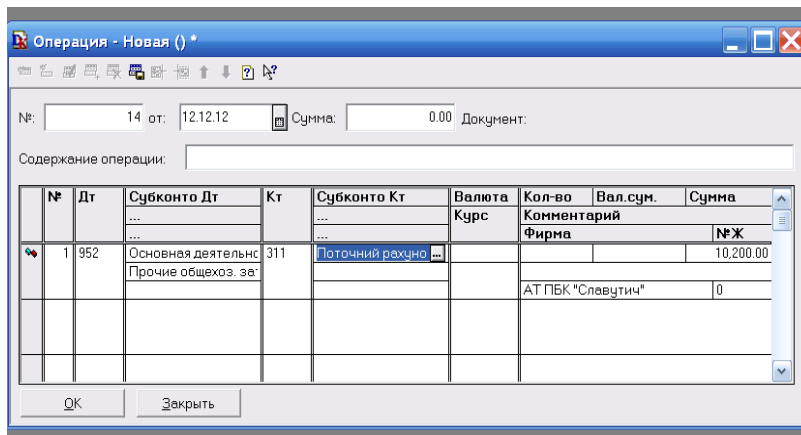 Операция - Новая () *
№: 14 от: 12.12.12 Сумма: 0.00 Документ:
Содержание операции:
№ Дт Субконто Дт Кт Субконто Кт Валюта Кол-во Вал.сум. Сумма
... ... Курс Комментарий
... ... Фирма №Ж
1 952 Основная деятельнс 311 Поточний рахуно ... 10,200.00
Прочие общехоз. зат
АТ ПБК "Славутич" 0
OK Закрыть